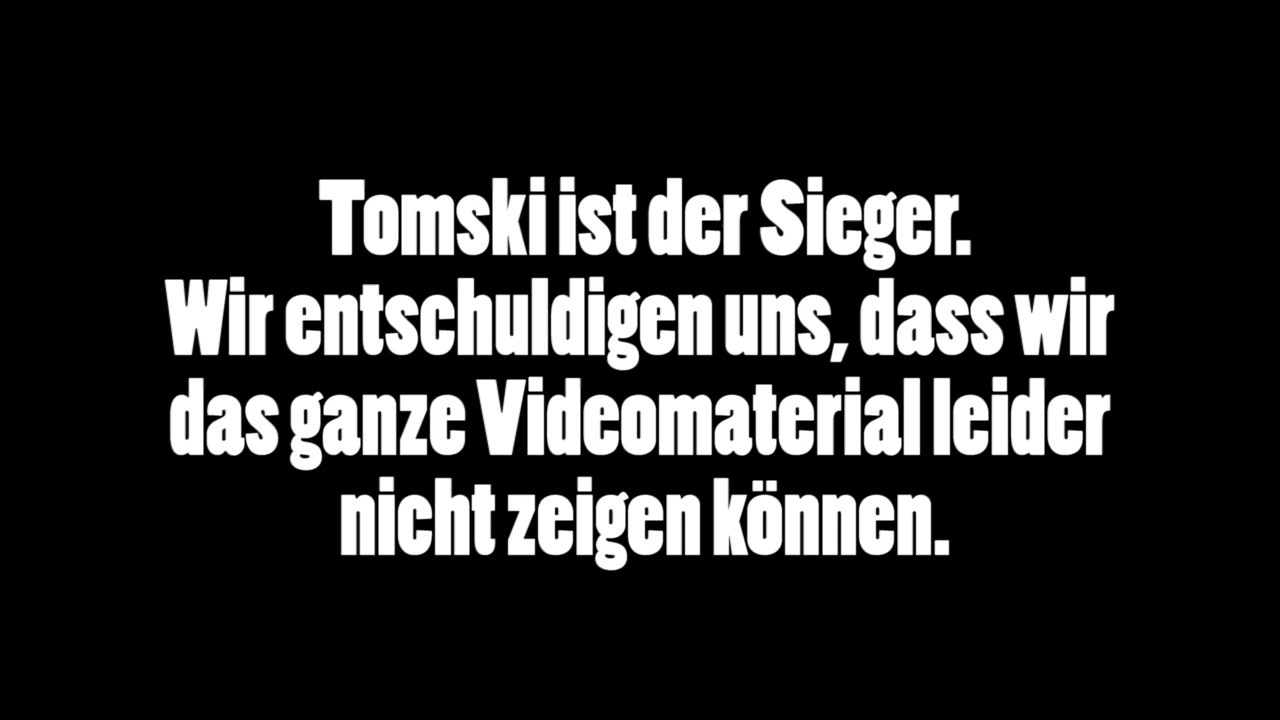 Tomski ist der Sieger.
Wir entschuldigen uns, dass wir
das ganze Videomaterial leider
nicht zeigen können.